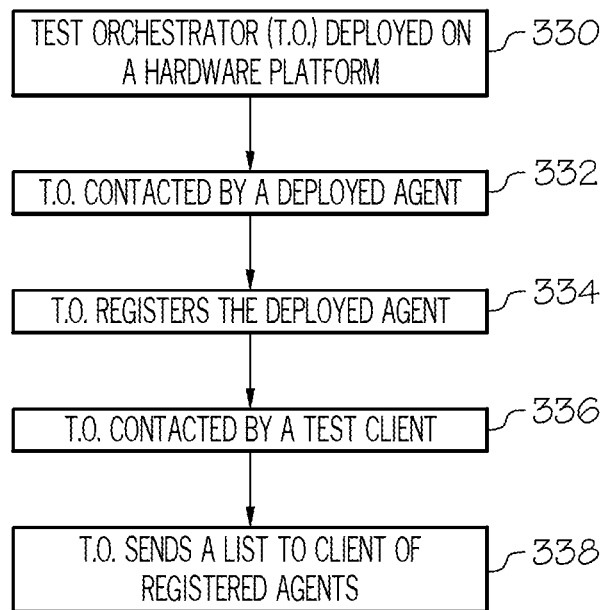 TEST ORCHESTRATOR (T.O.) DEPLOYED ON
A HARDWARE PLATFORM
330
T.O. CONTACTED BY A DEPLOYED AGENT
332
T.O. REGISTERS THE DEPLOYED AGENT
334
T.O. CONTACTED BY A TEST CLIENT
336
T.O. SENDS A LIST TO CLIENT OF
REGISTERED AGENTS
338